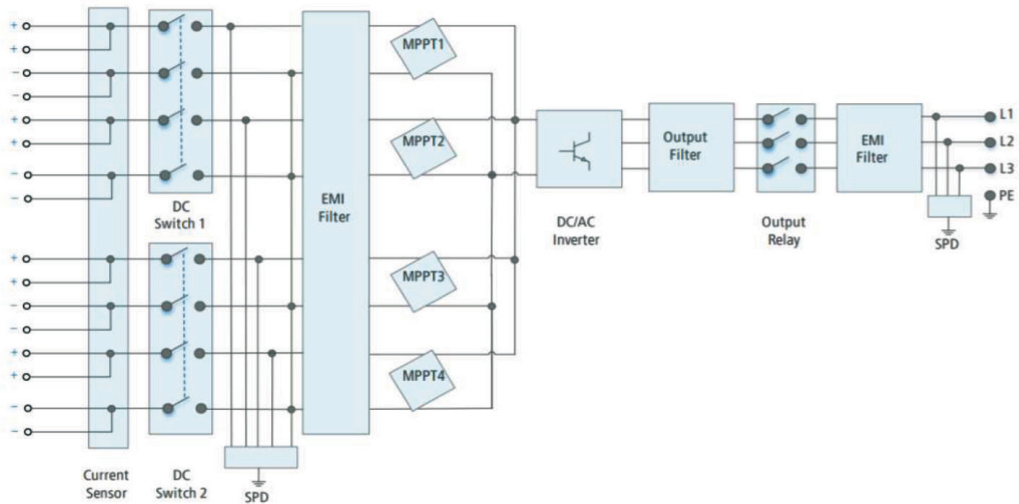 +
+
−
−
+
+
−
−
+
+
−
−
+
+
−
−
Current
Sensor
DC
Switch 1
DC
Switch 2
SPD
EMI
Filter
MPPT1
MPPT2
MPPT3
MPPT4
DC/AC
Inverter
Output
Filter
Output
Relay
EMI
Filter
SPD
L1
L2
L3
PE